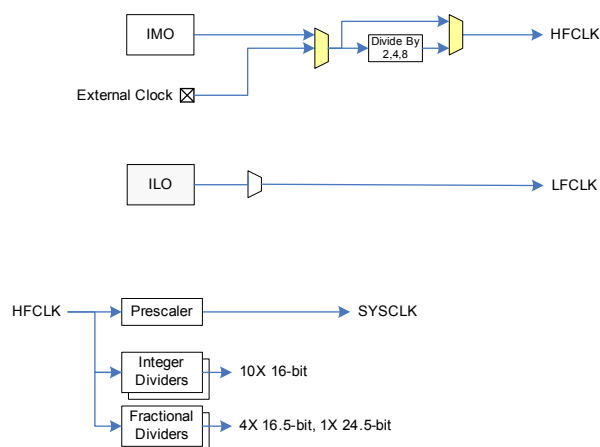 IMO
Divide By
2,4,8
HFCLK
External Clock
ILO
LFCLK
HFCLK
Prescaler
SYSCLK
Integer
Dividers
10X 16-bit
Fractional
Dividers
4X 16.5-bit, 1X 24.5-bit